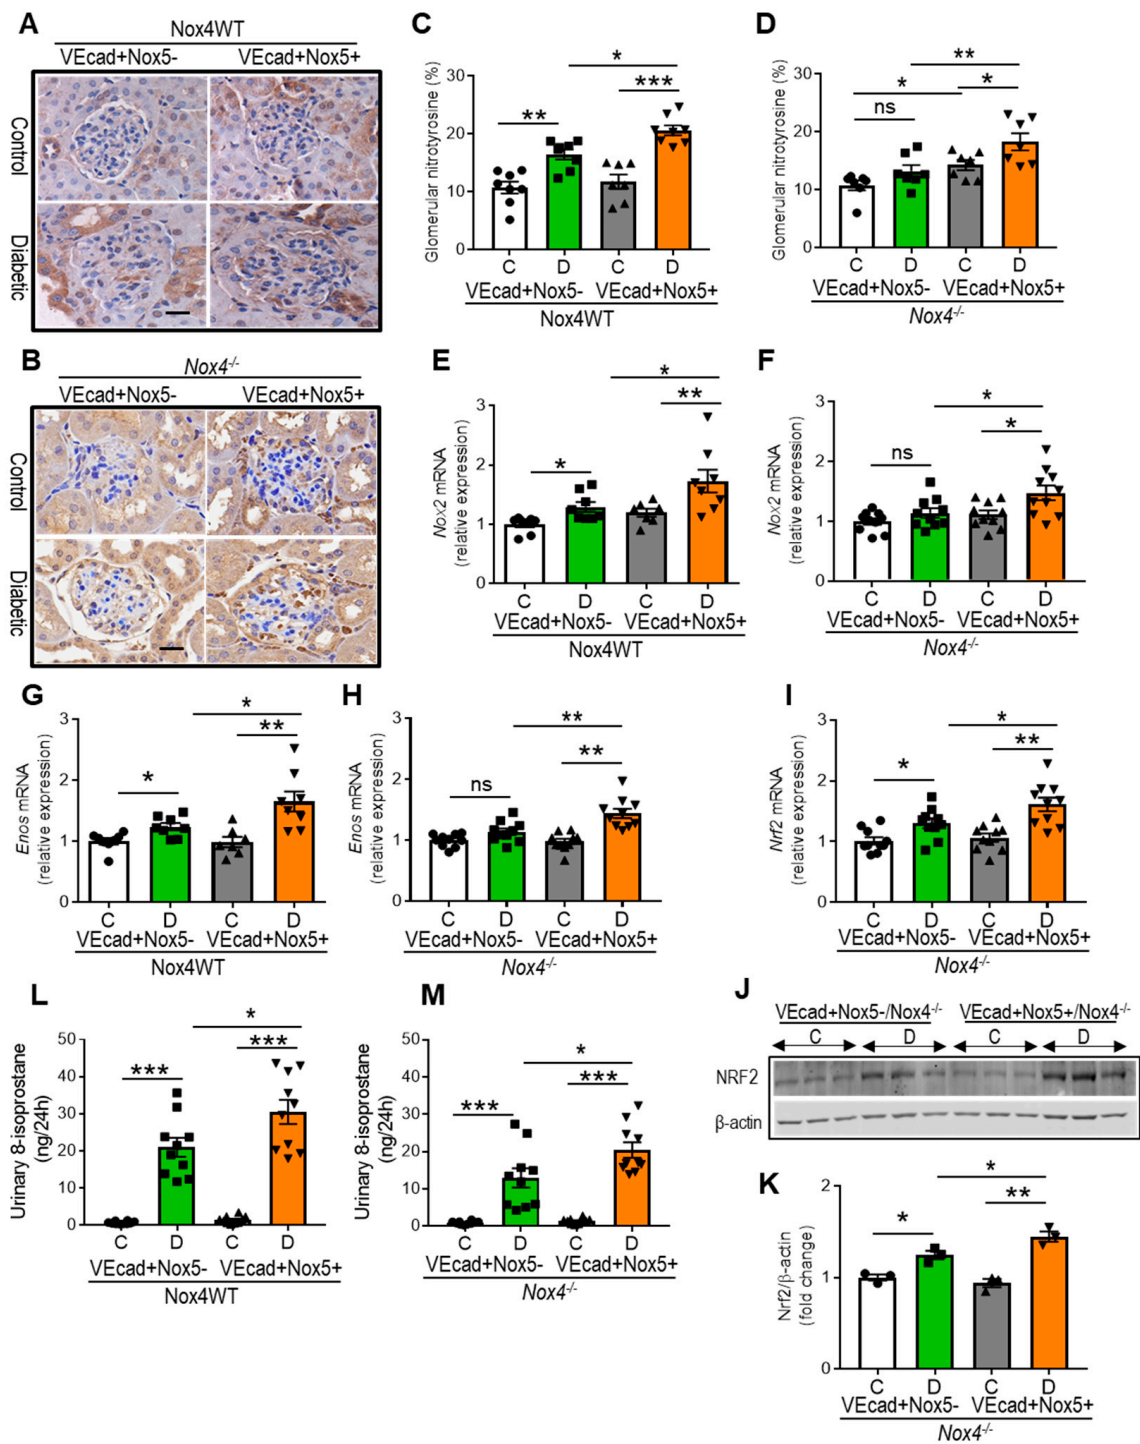 A
Nox4WT
VEcad+Nox5- VEcad+Nox5+
Control
Diabetic
B
Nox4-/-
VEcad+Nox5- VEcad+Nox5+
Control
Diabetic
C
Glomerular nitrotyrosine (%)
30
20
10
0
** * ***
C D C D
VEcad+Nox5- VEcad+Nox5+
Nox4WT
D
Glomerular nitrotyrosine (%)
30
20
10
0
ns * ** *
C D C D
VEcad+Nox5- VEcad+Nox5+
Nox4-/-
E
Nox2 mRNA
(relative expression)
3
2
1
0
* * **
C D C D
VEcad+Nox5- VEcad+Nox5+
Nox4WT
F
Nox2 mRNA
(relative expression)
3
2
1
0
ns * *
C D C D
VEcad+Nox5- VEcad+Nox5+
Nox4-/-
G
Enos mRNA
(relative expression)
3
2
1
0
* * **
C D C D
VEcad+Nox5- VEcad+Nox5+
Nox4WT
H
Enos mRNA
(relative expression)
3
2
1
0
ns ** **
C D C D
VEcad+Nox5- VEcad+Nox5+
Nox4-/-
I
Nrf2 mRNA
(relative expression)
3
2
1
0
* * **
C D C D
VEcad+Nox5- VEcad+Nox5+
Nox4-/-
L
Urinary 8-isoprostane
(ng/24h)
50
40
30
20
10
0
*** * ***
C D C D
VEcad+Nox5- VEcad+Nox5+
Nox4WT
M
Urinary 8-isoprostane
(ng/24h)
50
40
30
20
10
0
*** * ***
C D C D
VEcad+Nox5- VEcad+Nox5+
Nox4-/-
J
VEcad+Nox5-/Nox4-/- VEcad+Nox5+/Nox4-/-
C D C D
NRF2
β-actin
K
Nrf2/β-actin
(fold change)
2
1
0
* * **
C D C D
VEcad+Nox5- VEcad+Nox5+
Nox4-/-